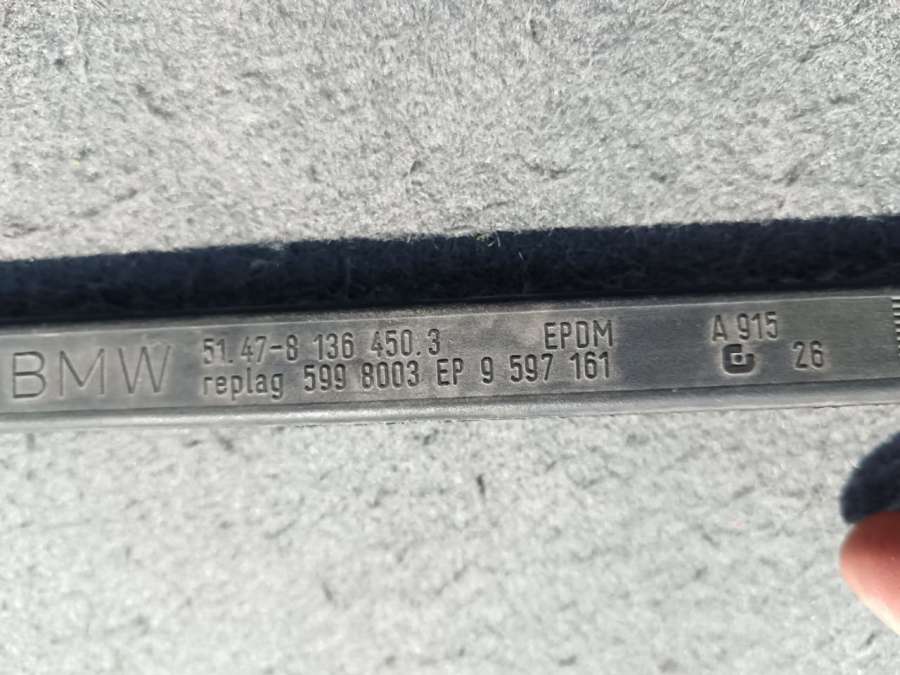 BMW
51.47-8 136 450.3 EPDM A 915
replag 599 8003 EP 9 597 161 26